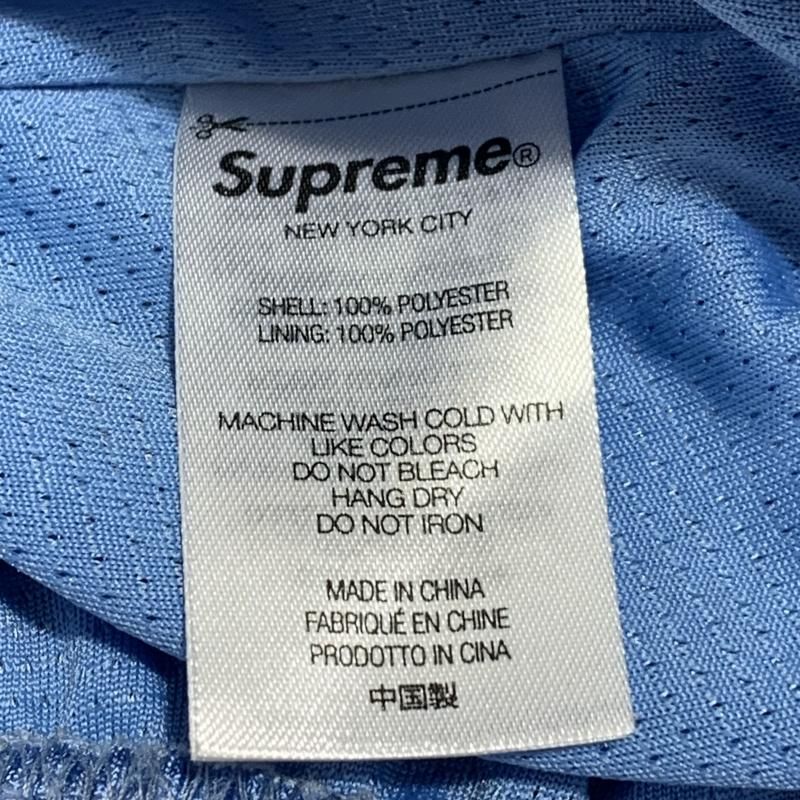 Supreme®
NEW YORK CITY
SHELL: 100% POLYESTER
LINING: 100% POLYESTER
MACHINE WASH COLD WITH
LIKE COLORS
DO NOT BLEACH
HANG DRY
DO NOT IRON
MADE IN CHINA
FABRIQUÉ EN CHINE
PRODOTTO IN CINA
中国製